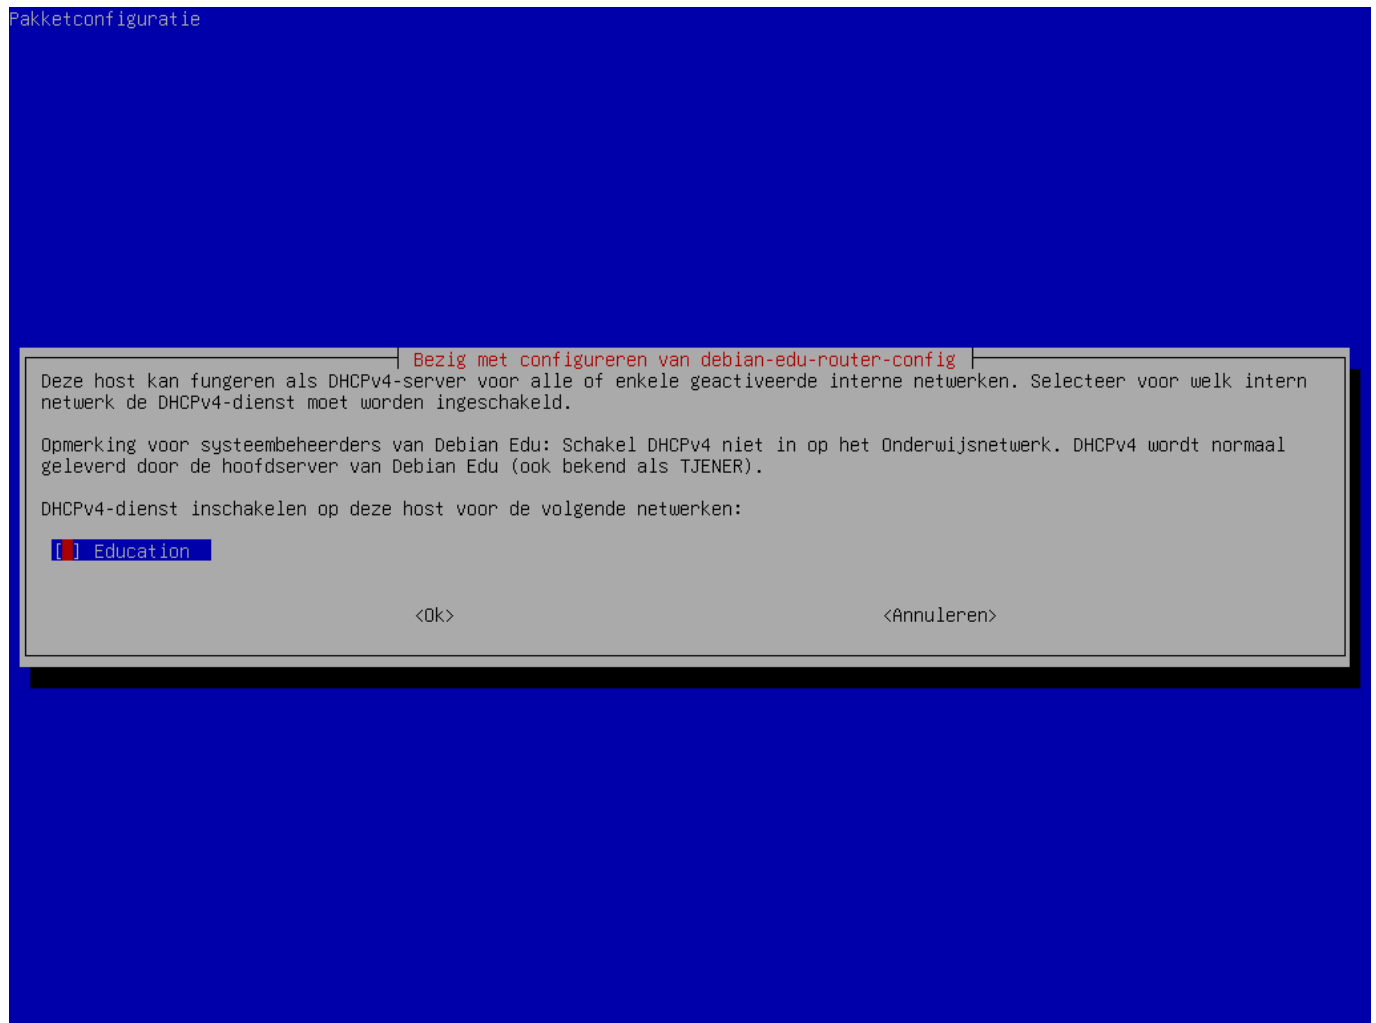 Pakketconfiguratie
Bezig met configureren van debian-edu-router-config
Deze host kan fungeren als DHCPv4-server voor alle of enkele geactiveerde interne netwerken. Selecteer voor welk intern
netwerk de DHCPv4-dienst moet worden ingeschakeld.
Opmerking voor systeembeheerders van Debian Edu: Schakel DHCPv4 niet in op het Onderwijsnetwerk. DHCPv4 wordt normaal
geleverd door de hoofdserver van Debian Edu (ook bekend als TJENER).
DHCPv4-dienst inschakelen op deze host voor de volgende netwerken:
[ ] Education
<Ok> <Annuleren>